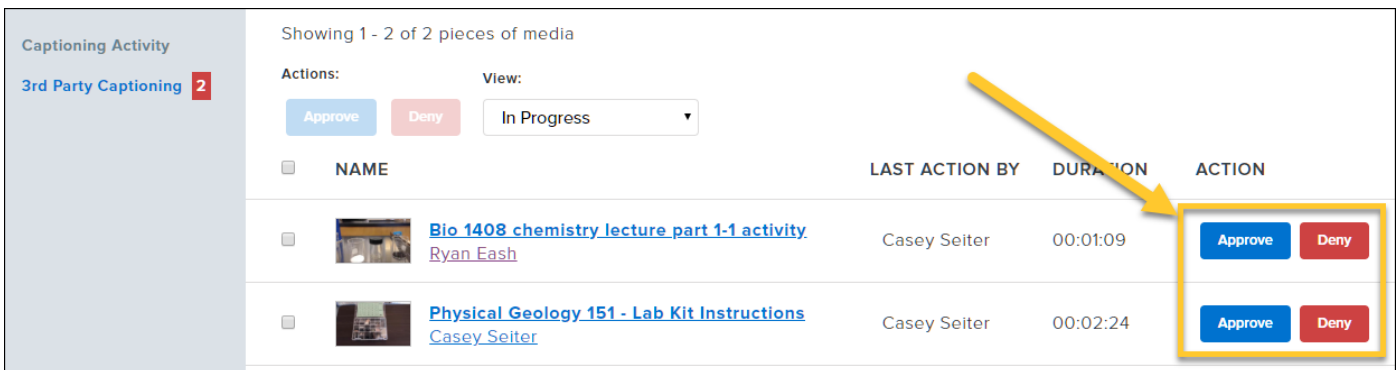 Captioning Activity
3rd Party Captioning 2
Showing 1 - 2 of 2 pieces of media
Actions:
View:
Approve Deny In Progress
NAME LAST ACTION BY DURATION ACTION
Bio 1408 chemistry lecture part 1-1 activity
Ryan Eash
Casey Seiter 00:01:09 Approve Deny
Physical Geology 151 - Lab Kit Instructions
Casey Seiter
Casey Seiter 00:02:24 Approve Deny